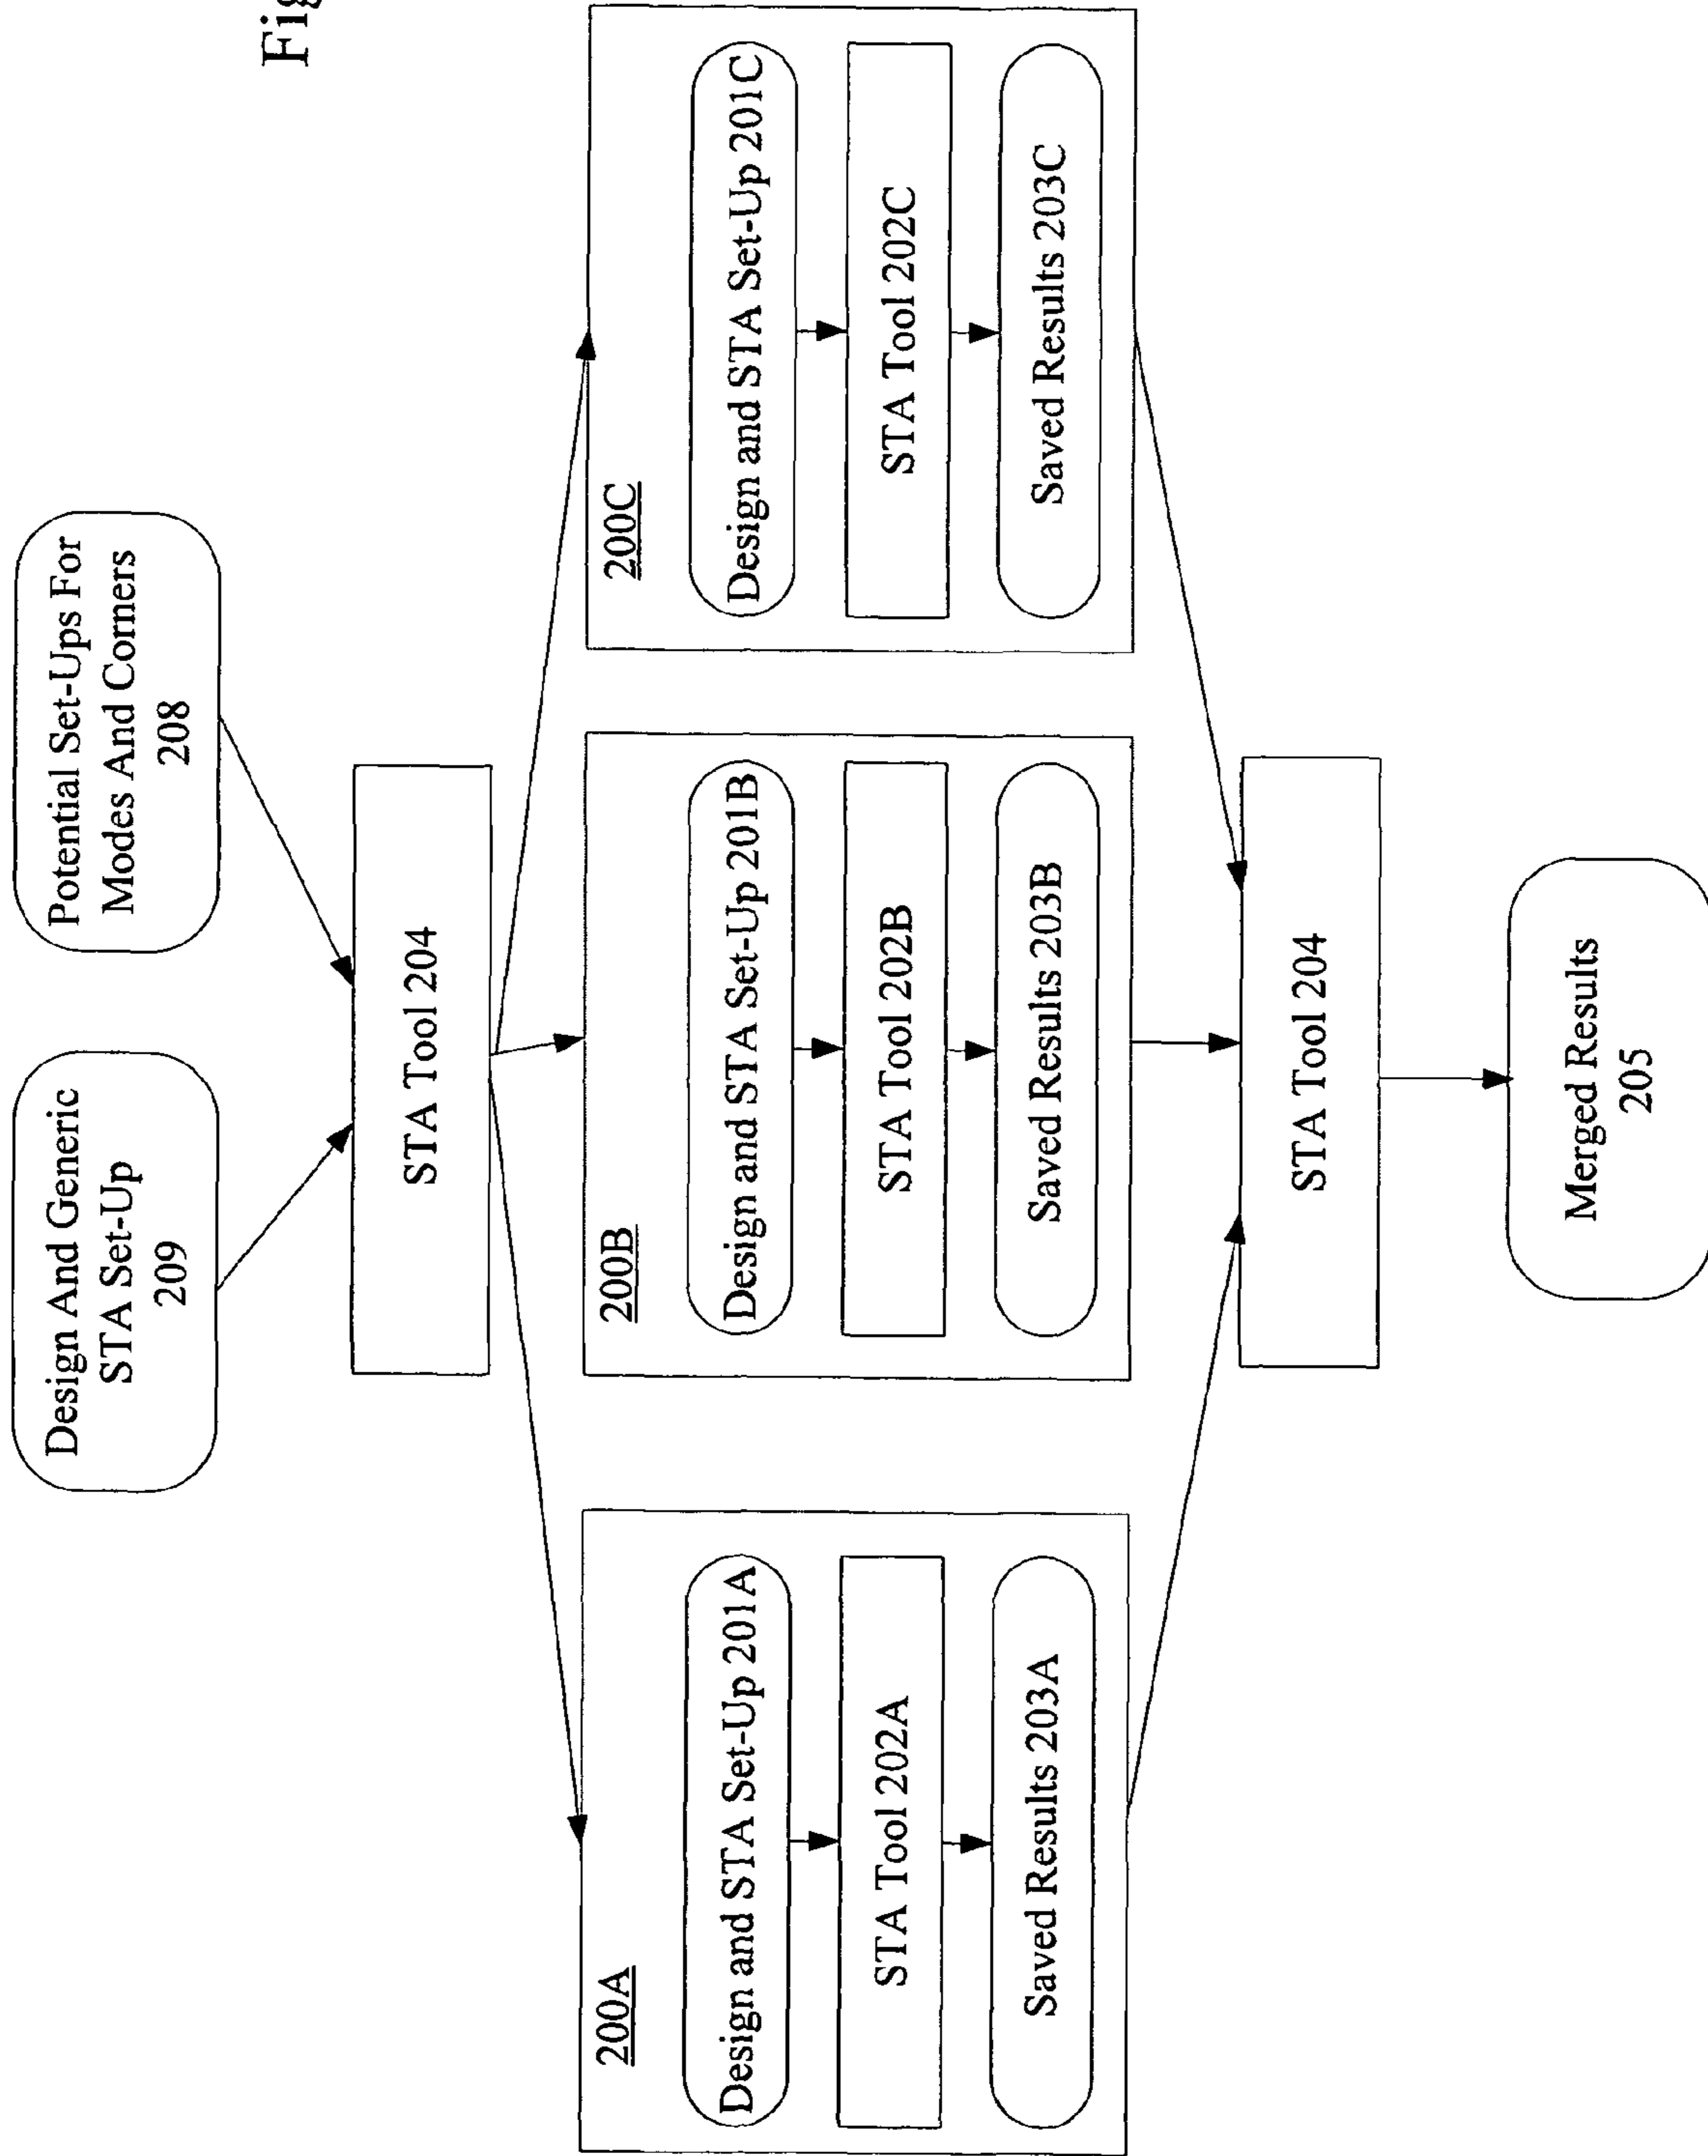 Design And Generic
STA Set-Up
209
Potential Set-Ups For
Modes And Corners
208
STA Tool 204
200A
Design and STA Set-Up 201A
STA Tool 202A
Saved Results 203A
200B
Design and STA Set-Up 201B
STA Tool 202B
Saved Results 203B
200C
Design and STA Set-Up 201C
STA Tool 202C
Saved Results 203C
STA Tool 204
Merged Results
205